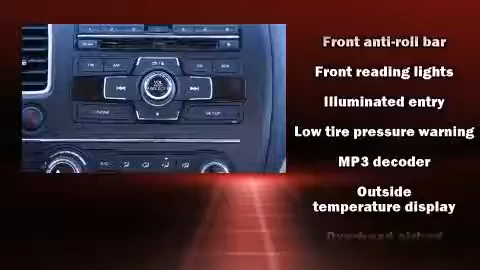 Front anti-roll bar
Front reading lights
Illuminated entry
Low tire pressure warning
MP3 decoder
Outside
temperature display